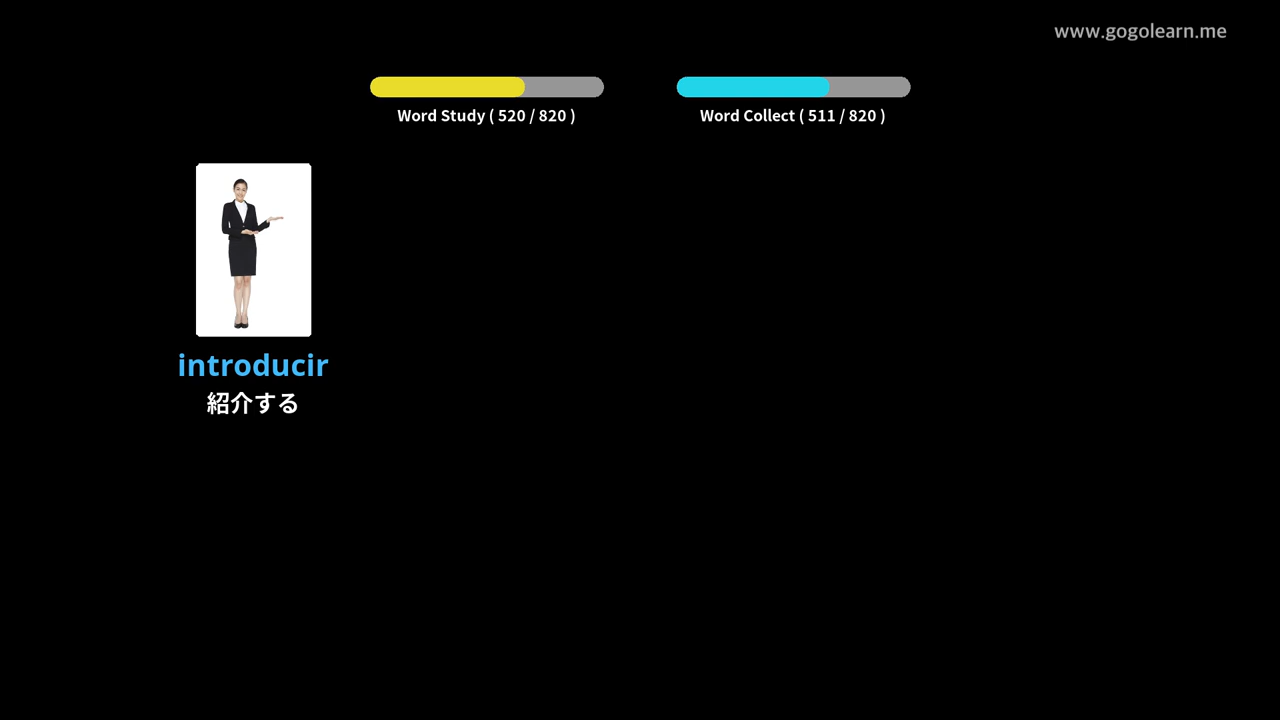 www.gogolearn.me
Word Study ( 520 / 820 )
Word Collect ( 511 / 820 )
introducir
紹介する